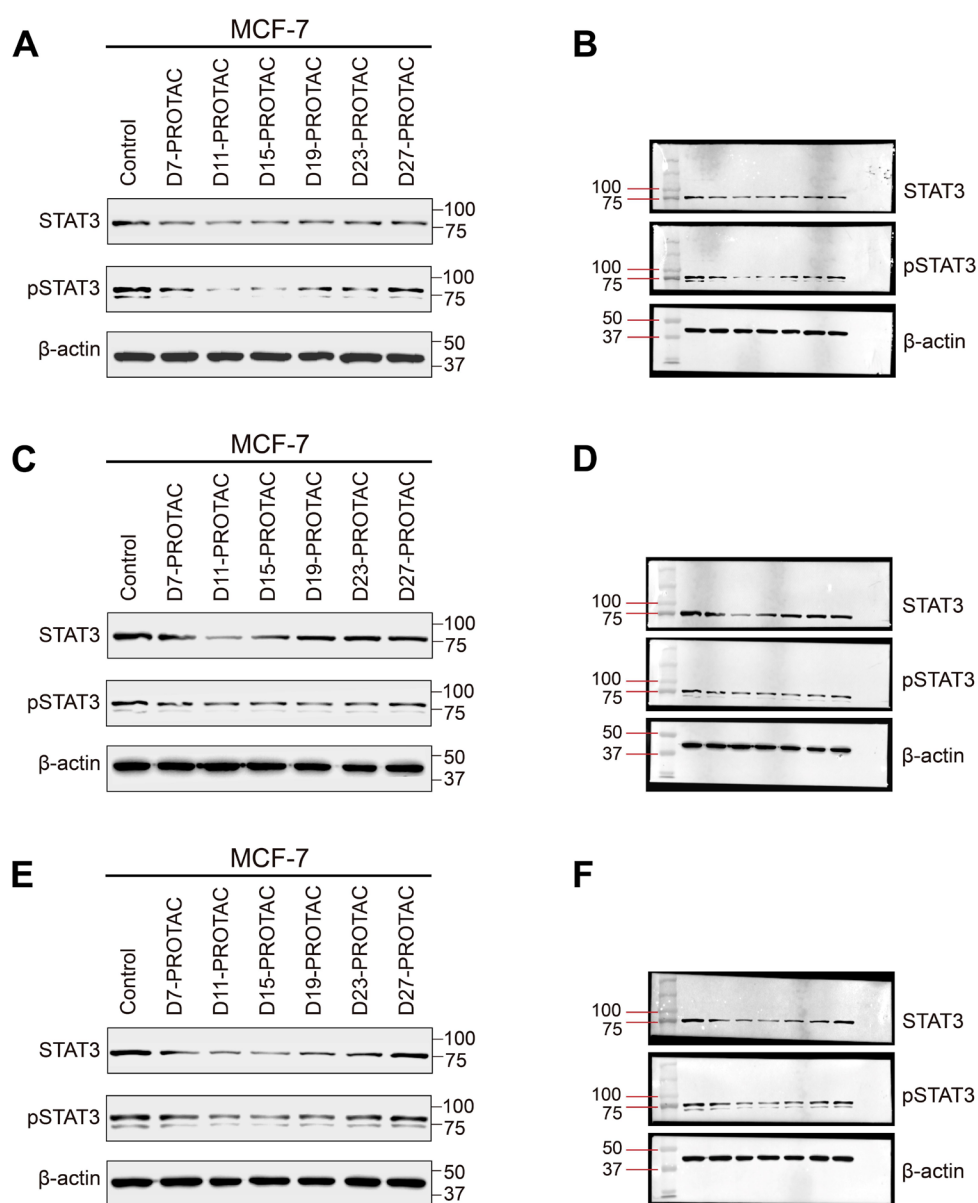 A
MCF-7
Control
D7-PROTAC
D11-PROTAC
D15-PROTAC
D19-PROTAC
D23-PROTAC
D27-PROTAC
STAT3
100
75
pSTAT3
100
75
β-actin
50
37
B
100
75
STAT3
100
75
pSTAT3
50
37
β-actin
C
MCF-7
Control
D7-PROTAC
D11-PROTAC
D15-PROTAC
D19-PROTAC
D23-PROTAC
D27-PROTAC
STAT3
100
75
pSTAT3
100
75
β-actin
50
37
D
100
75
STAT3
100
75
pSTAT3
50
37
β-actin
E
MCF-7
Control
D7-PROTAC
D11-PROTAC
D15-PROTAC
D19-PROTAC
D23-PROTAC
D27-PROTAC
STAT3
100
75
pSTAT3
100
75
β-actin
50
37
F
100
75
STAT3
100
75
pSTAT3
50
37
β-actin